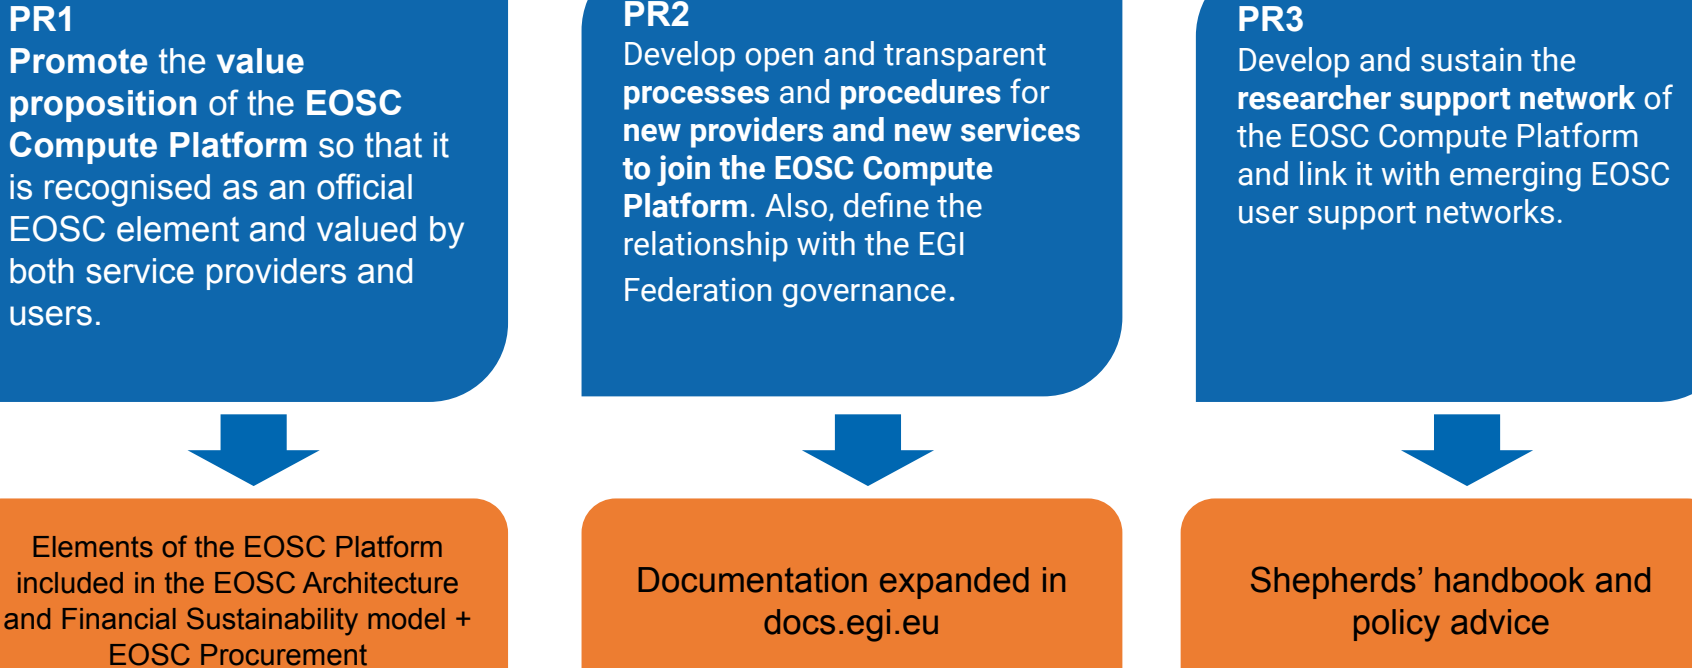 PR1
Promote the value
proposition of the EOSC
Compute Platform so that it
is recognised as an official
EOSC element and valued by
both service providers and
users.
PR2
Develop open and transparent
processes and procedures for
new providers and new services
to join the EOSC Compute
Platform. Also, define the
relationship with the EGI
Federation governance.
PR3
Develop and sustain the
researcher support network of
the EOSC Compute Platform
and link it with emerging EOSC
user support networks.
Elements of the EOSC Platform
included in the EOSC Architecture
and Financial Sustainability model +
EOSC Procurement
Documentation expanded in
docs.egi.eu
Shepherds’ handbook and
policy advice